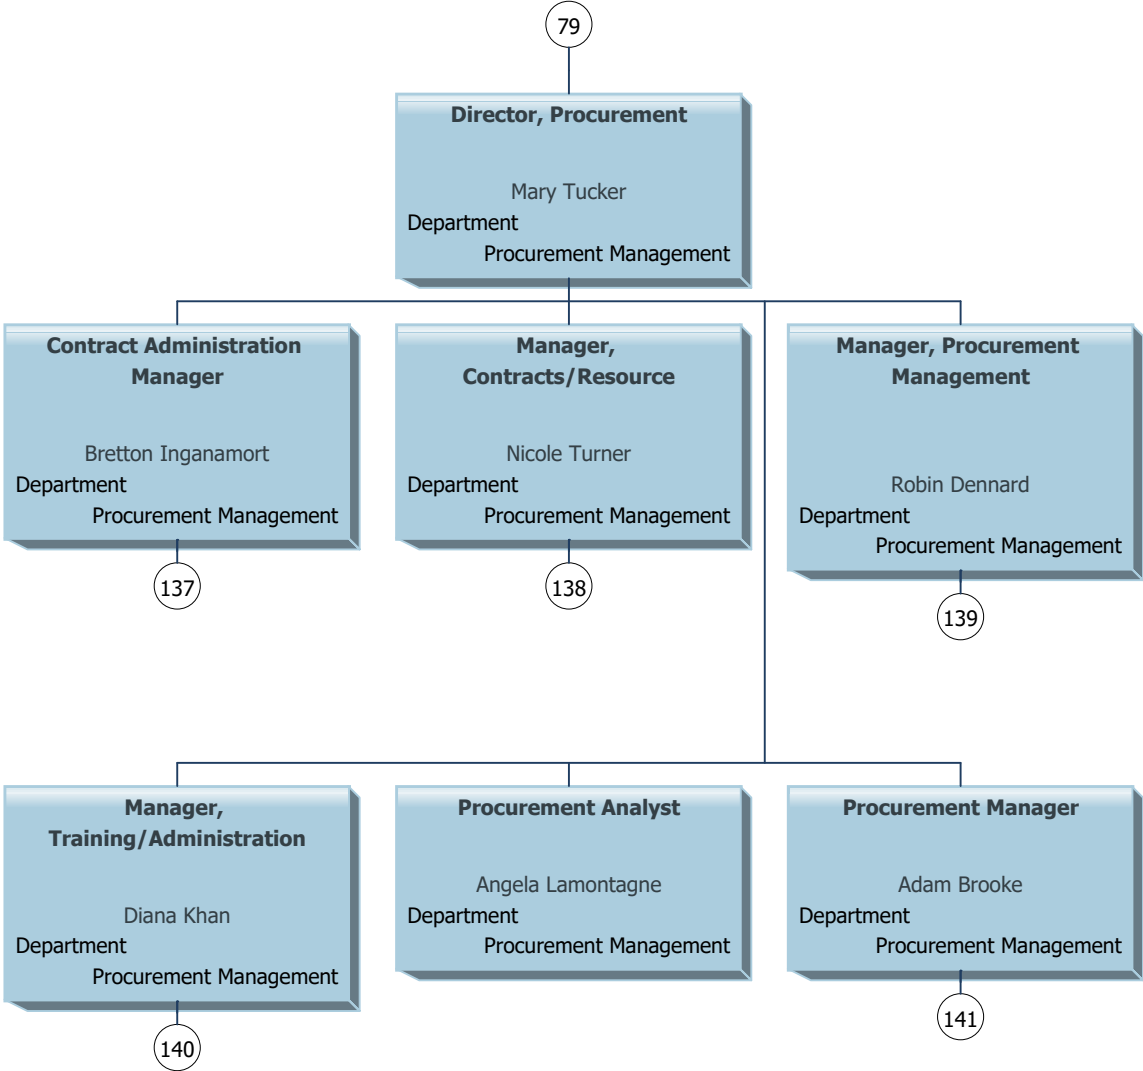 79
Director, Procurement
Mary Tucker
Department
Procurement Management
Contract Administration
Manager
Bretton Inganamort
Department
Procurement Management
137
Manager,
Contracts/Resource
Nicole Turner
Department
Procurement Management
138
Manager, Procurement
Management
Robin Dennard
Department
Procurement Management
139
Manager,
Training/Administration
Diana Khan
Department
Procurement Management
140
Procurement Analyst
Angela Lamontagne
Department
Procurement Management
Procurement Manager
Adam Brooke
Department
Procurement Management
141